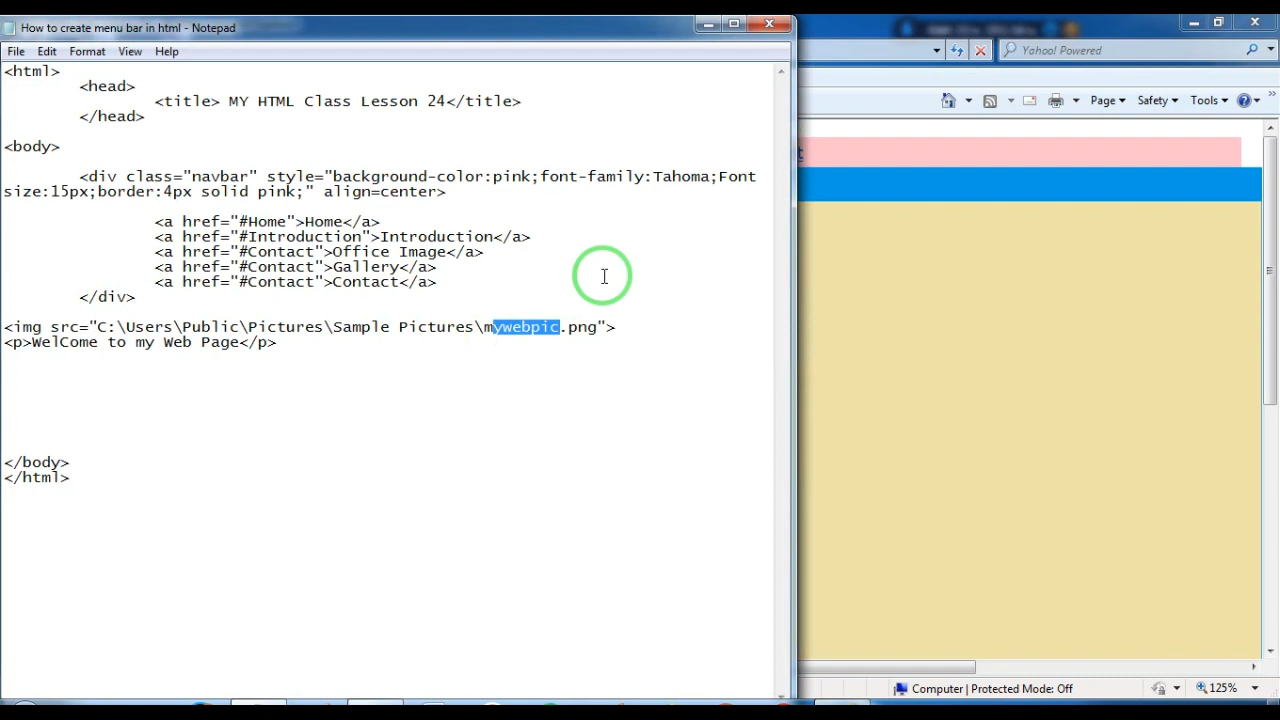 How to create menu bar in html - Notepad
File Edit Format View Help
Yahoo! Powered
Page Safety Tools
<html>
<head>
<title> MY HTML Class Lesson 24</title>
</head>
<body>
<div class="navbar" style="background-color:pink;font-family:Tahoma;Font
size:15px;border:4px solid pink;" align=center>
<a href="#Home">Home</a>
<a href="#Introduction">Introduction</a>
<a href="#Contact">Office Image</a>
<a href="#Contact">Gallery</a>
<a href="#Contact">Contact</a>
</div>
<img src="C:\Users\Public\Pictures\Sample Pictures\mywebpic.png">
<p>WelCome to my Web Page</p>
</body>
</html>
Computer | Protected Mode: Off
125%